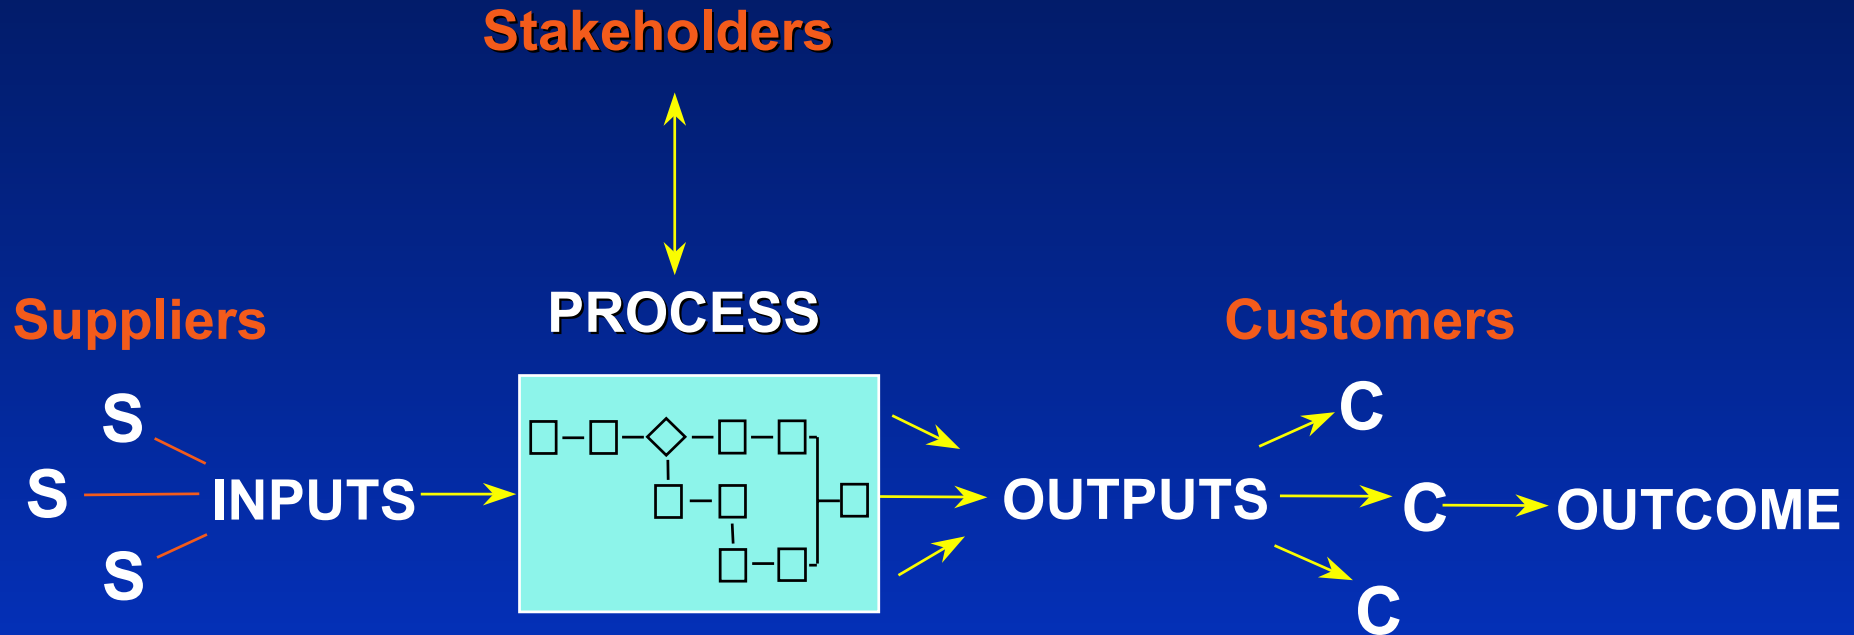 Stakeholders
PROCESS
Suppliers
Customers
S
S
S
INPUTS
OUTPUTS
C
C
C
OUTCOME